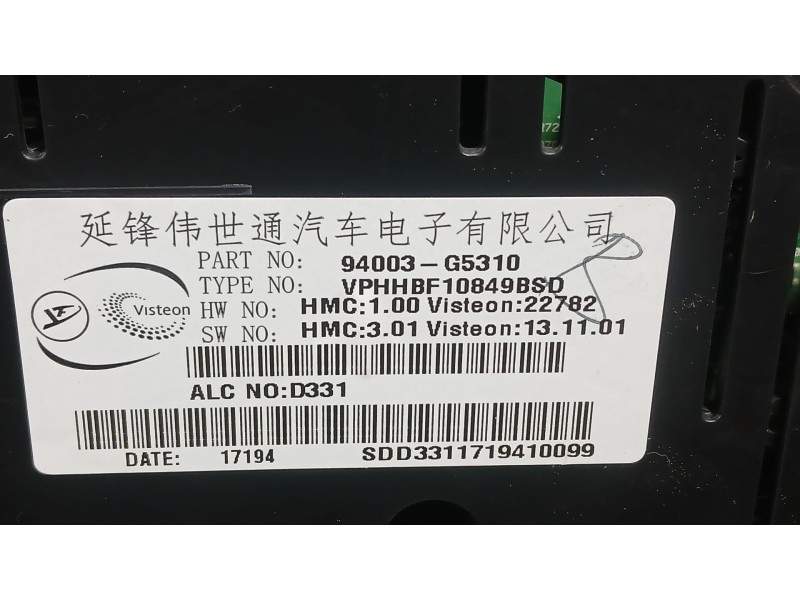 延锋伟世通汽车电子有限公司
PART NO: 94003-G5310
TYPE NO: VPHHBF10849BSD
HW NO: HMC:1.00 Visteon:22782
SW NO: HMC:3.01 Visteon:13.11.01
Visteon
ALC NO:D331
DATE: 17194 SDD3311719410099